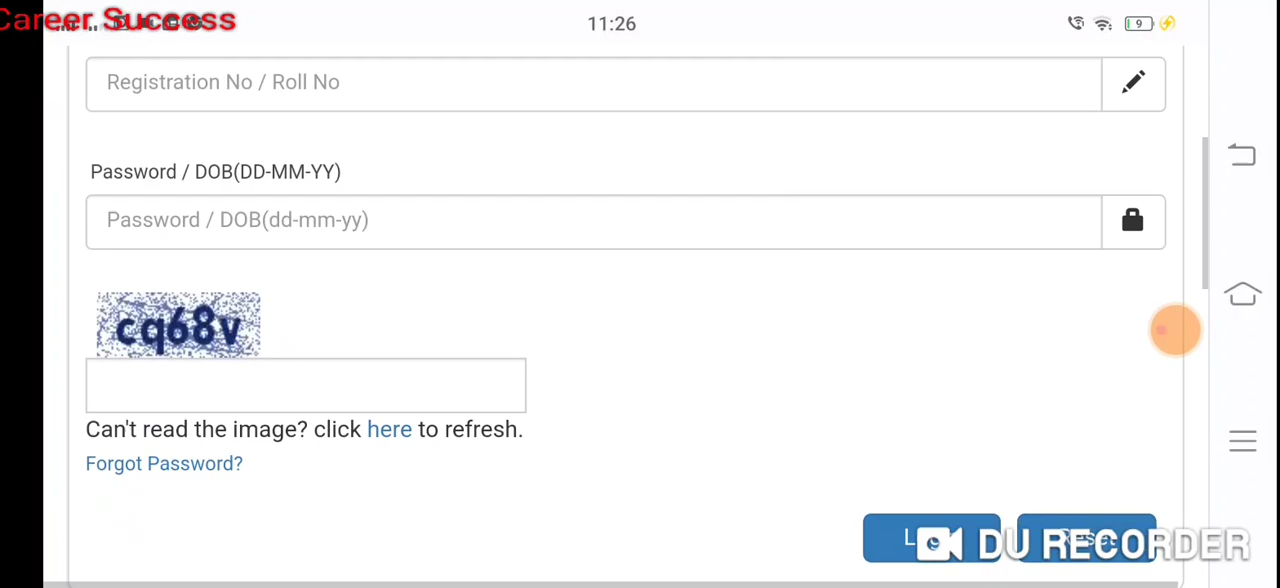 Career Success
11:26
9
Registration No / Roll No
Password / DOB(DD-MM-YY)
Password / DOB(dd-mm-yy)
cq68v
Can't read the image? click here to refresh.
Forgot Password?
DU RECORDER